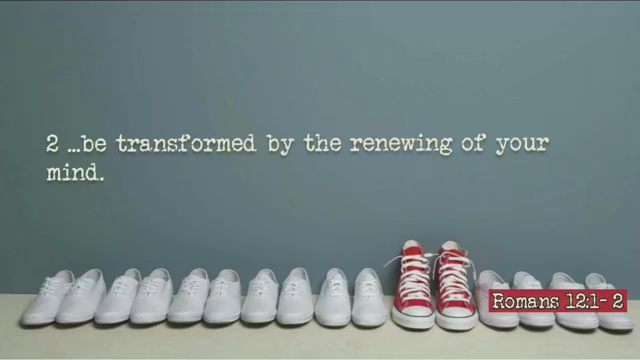 2 ...be transformed by the renewing of your
mind.
Romans 12:1- 2